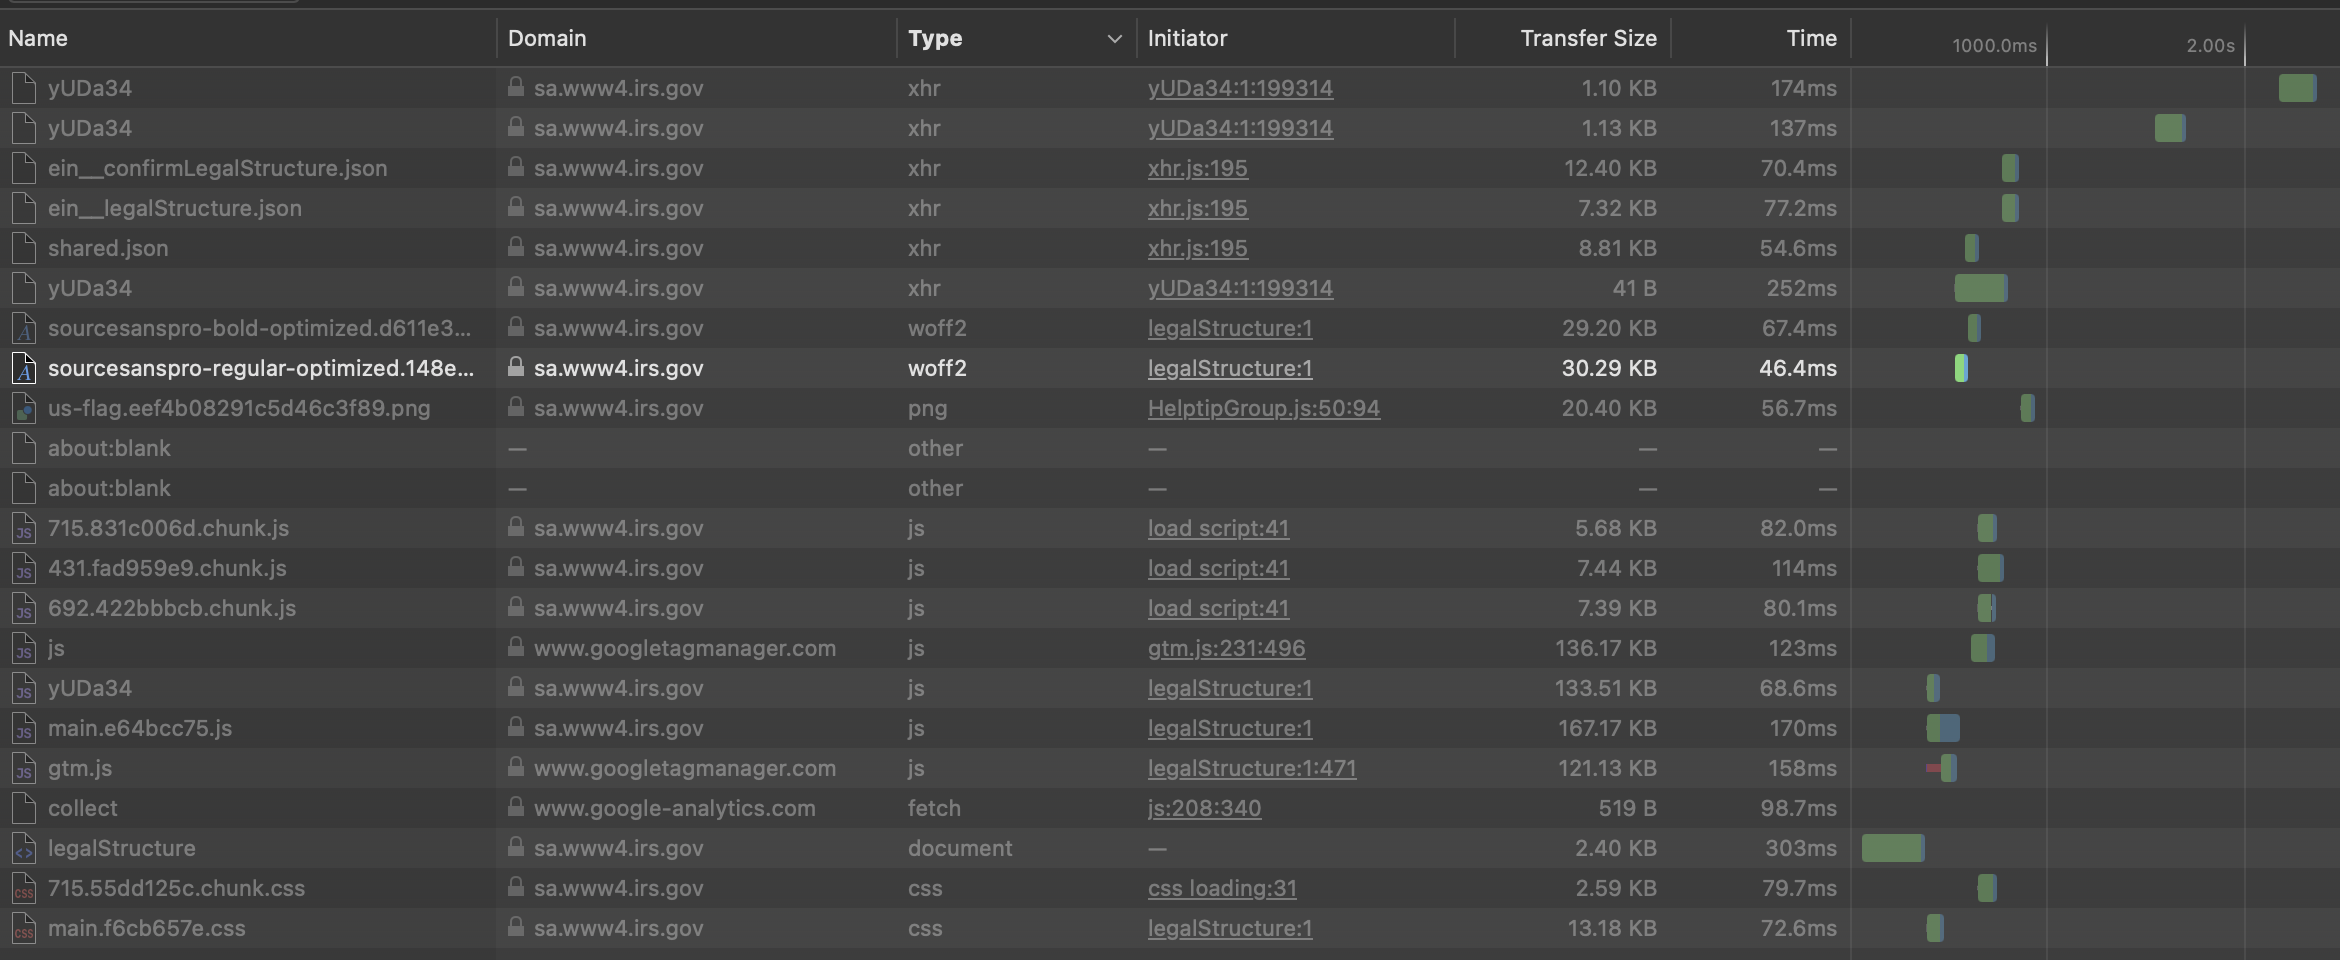 Name Domain Type Initiator Transfer Size Time 1000.0ms 2.00s
yUDa34 sa.www4.irs.gov xhr yUDa34:1:199314 1.10 KB 174ms
yUDa34 sa.www4.irs.gov xhr yUDa34:1:199314 1.13 KB 137ms
ein__confirmLegalStructure.json sa.www4.irs.gov xhr xhr.js:195 12.40 KB 70.4ms
ein__legalStructure.json sa.www4.irs.gov xhr xhr.js:195 7.32 KB 77.2ms
shared.json sa.www4.irs.gov xhr xhr.js:195 8.81 KB 54.6ms
yUDa34 sa.www4.irs.gov xhr yUDa34:1:199314 41 B 252ms
A sourcesanspro-bold-optimized.d611e3... sa.www4.irs.gov woff2 legalStructure:1 29.20 KB 67.4ms
A sourcesanspro-regular-optimized.148e... sa.www4.irs.gov woff2 legalStructure:1 30.29 KB 46.4ms
us-flag.eef4b08291c5d46c3f89.png sa.www4.irs.gov png HelptipGroup.js:50:94 20.40 KB 56.7ms
about:blank — other — — —
about:blank — other — — —
JS 715.831c006d.chunk.js sa.www4.irs.gov js load script:41 5.68 KB 82.0ms
JS 431.fad959e9.chunk.js sa.www4.irs.gov js load script:41 7.44 KB 114ms
JS 692.422bbbcb.chunk.js sa.www4.irs.gov js load script:41 7.39 KB 80.1ms
JS js www.googletagmanager.com js gtm.js:231:496 136.17 KB 123ms
JS yUDa34 sa.www4.irs.gov js legalStructure:1 133.51 KB 68.6ms
JS main.e64bcc75.js sa.www4.irs.gov js legalStructure:1 167.17 KB 170ms
JS gtm.js www.googletagmanager.com js legalStructure:1:471 121.13 KB 158ms
collect www.google-analytics.com fetch js:208:340 519 B 98.7ms
<> legalStructure sa.www4.irs.gov document — 2.40 KB 303ms
CSS 715.55dd125c.chunk.css sa.www4.irs.gov css css loading:31 2.59 KB 79.7ms
CSS main.f6cb657e.css sa.www4.irs.gov css legalStructure:1 13.18 KB 72.6ms